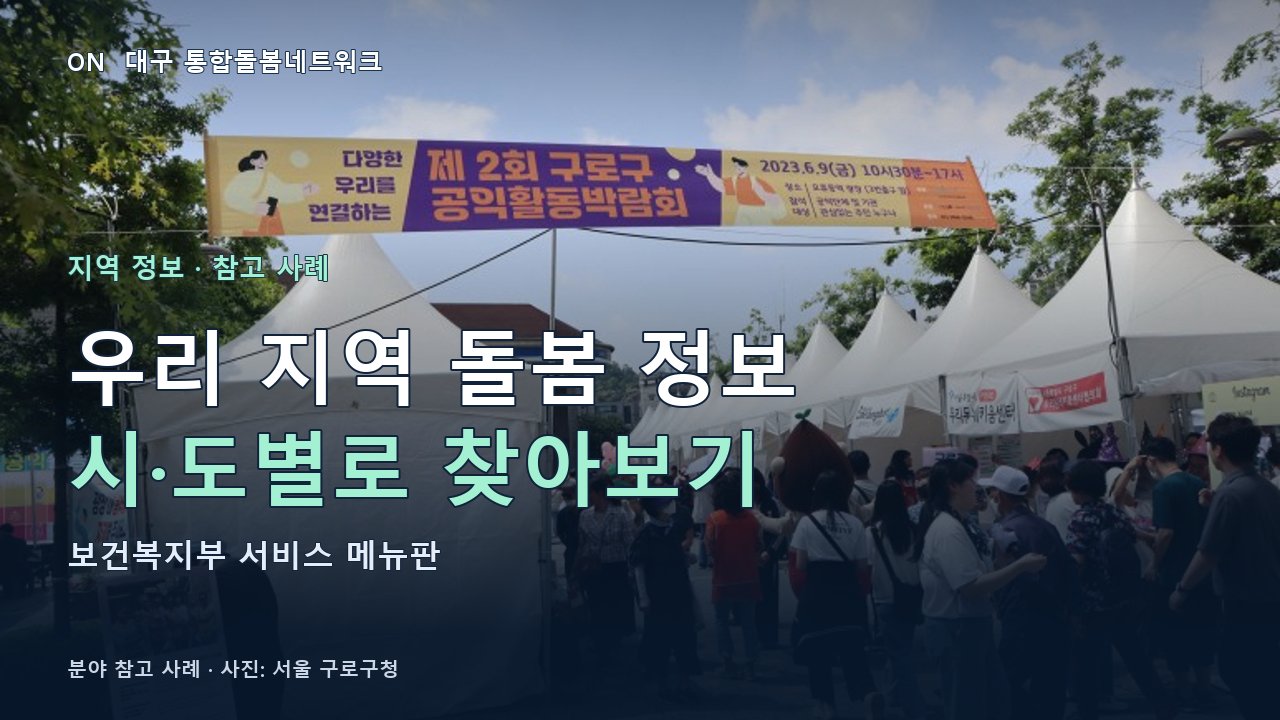 ON 대구 통합돌봄네트워크
다양한
우리를
연결하는
제 2회 구로구
공익활동박람회
2023.6.9(금) 10시30분~17시
지역 정보 · 참고 사례
우리 지역 돌봄 정보
시·도별로 찾아보기
보건복지부 서비스 메뉴판
Instagram
분야 참고 사례 · 사진: 서울 구로구청